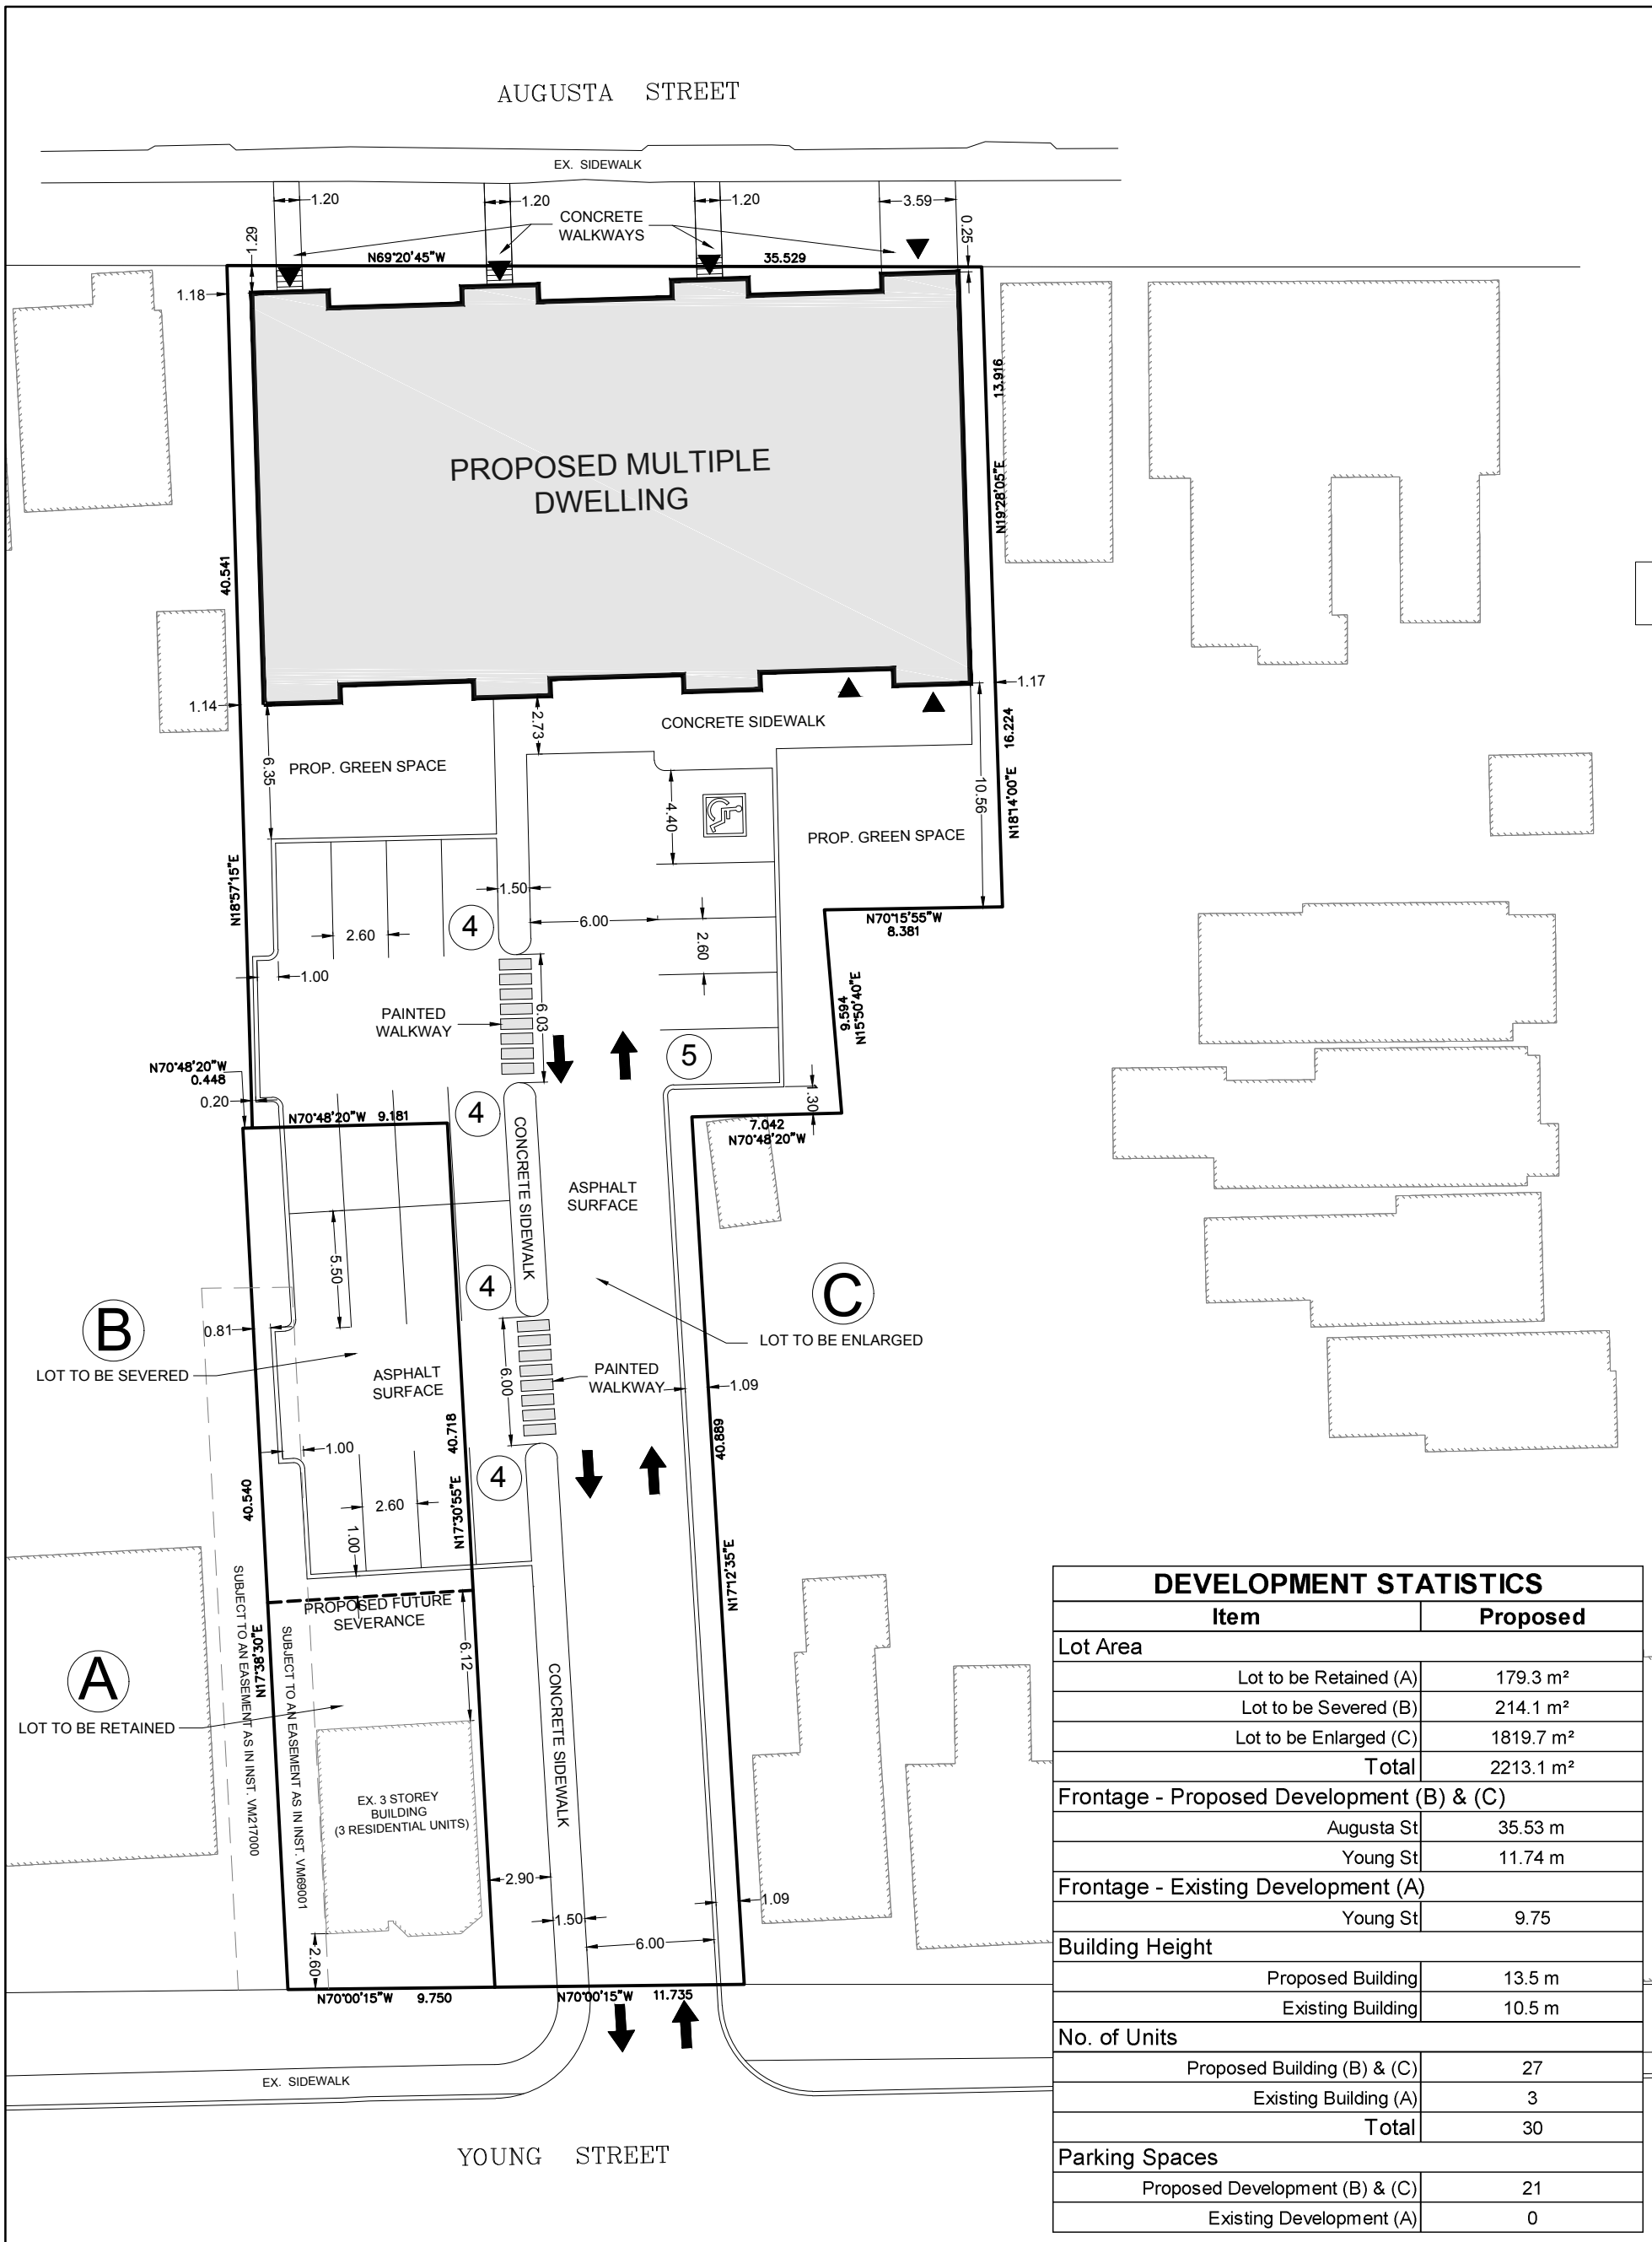 AUGUSTA STREET
EX. SIDEWALK
1.20
1.20
1.20
3.59
CONCRETE
WALKWAYS
0.25
1.29
N69°20'45"W
35.529
1.18
13.916
N19°28'05"E
PROPOSED MULTIPLE
DWELLING
40.541
N18°57'15"E
1.14
1.17
2.73
CONCRETE SIDEWALK
16.224
N18°14'00"E
6.35
PROP. GREEN SPACE
10.56
4.40
PROP. GREEN SPACE
1.50
4
6.00
2.60
2.60
N70°15'55"W
8.381
1.00
PAINTED
WALKWAY
6.03
9.594
N15°50'40"E
5
N70°48'20"W
0.448
0.20
N70°48'20"W 9.181
4
1.30
7.042
N70°48'20"W
CONCRETE SIDEWALK
ASPHALT
SURFACE
5.50
4
C
LOT TO BE ENLARGED
B
LOT TO BE SEVERED
0.81
ASPHALT
SURFACE
6.00
PAINTED
WALKWAY
1.09
40.718
N17°30'55"E
40.889
N17°12'35"E
1.00
4
2.60
1.00
40.540
N17°38'30"E
PROPOSED FUTURE
SEVERANCE
6.12
SUBJECT TO AN EASEMENT AS IN INST. VM217000
SUBJECT TO AN EASEMENT AS IN INST. VM69001
A
LOT TO BE RETAINED
CONCRETE SIDEWALK
EX. 3 STOREY
BUILDING
(3 RESIDENTIAL UNITS)
2.90
1.50
1.09
6.00
2.60
N70°00'15"W 9.750
N70°00'15"W 11.735
EX. SIDEWALK
YOUNG STREET
DEVELOPMENT STATISTICS
Item Proposed
Lot Area
Lot to be Retained (A) 179.3 m²
Lot to be Severed (B) 214.1 m²
Lot to be Enlarged (C) 1819.7 m²
Total 2213.1 m²
Frontage - Proposed Development (B) & (C)
Augusta St 35.53 m
Young St 11.74 m
Frontage - Existing Development (A)
Young St 9.75
Building Height
Proposed Building 13.5 m
Existing Building 10.5 m
No. of Units
Proposed Building (B) & (C) 27
Existing Building (A) 3
Total 30
Parking Spaces
Proposed Development (B) & (C) 21
Existing Development (A) 0